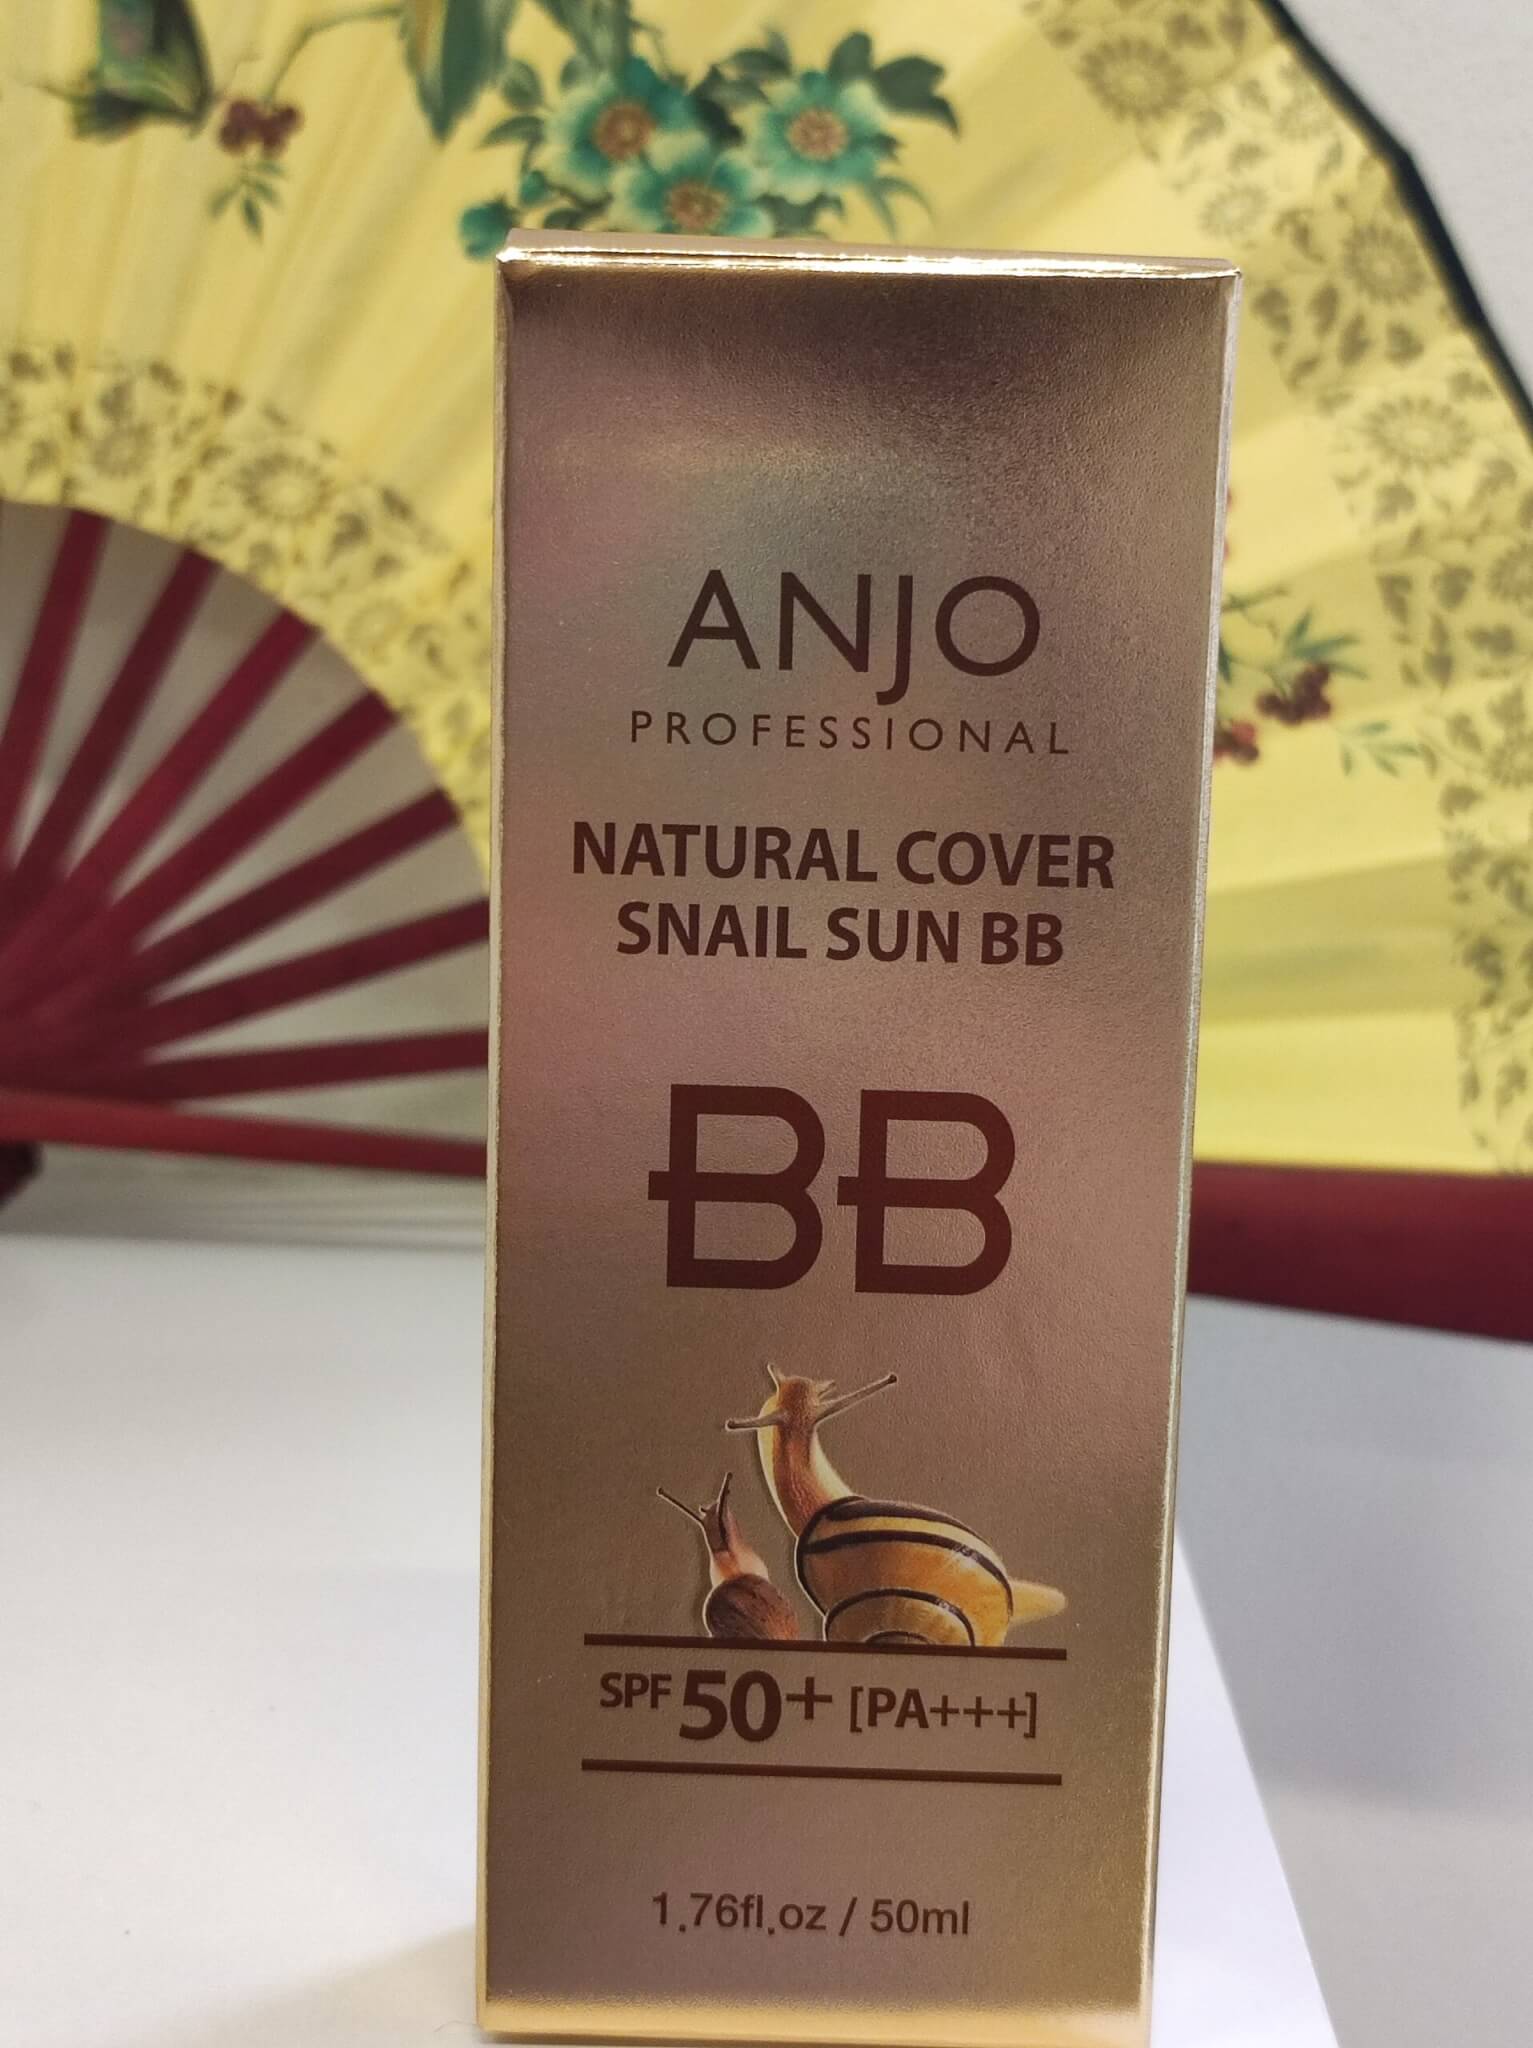 ANJO
PROFESSIONAL
NATURAL COVER
SNAIL SUN BB
BB
SPF 50+ [PA+++]
1.76fl.oz / 50ml